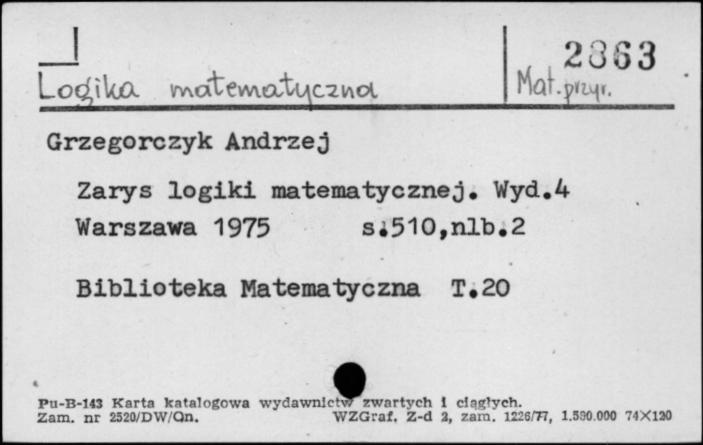 2863
Logika matematyczna Mat. przyr.
Grzegorczyk Andrzej
Zarys logiki matematycznej. Wyd.4
Warszawa 1975 s.510,nlb.2
Biblioteka Matematyczna T.20
Pu-B-143 Karta katalogowa wydawnictw zwartych i ciągłych.
Zam. nr 2520/DW/Qn. WZGraf. Z-d 2, zam. 1226/77, 1.590.000 74X120